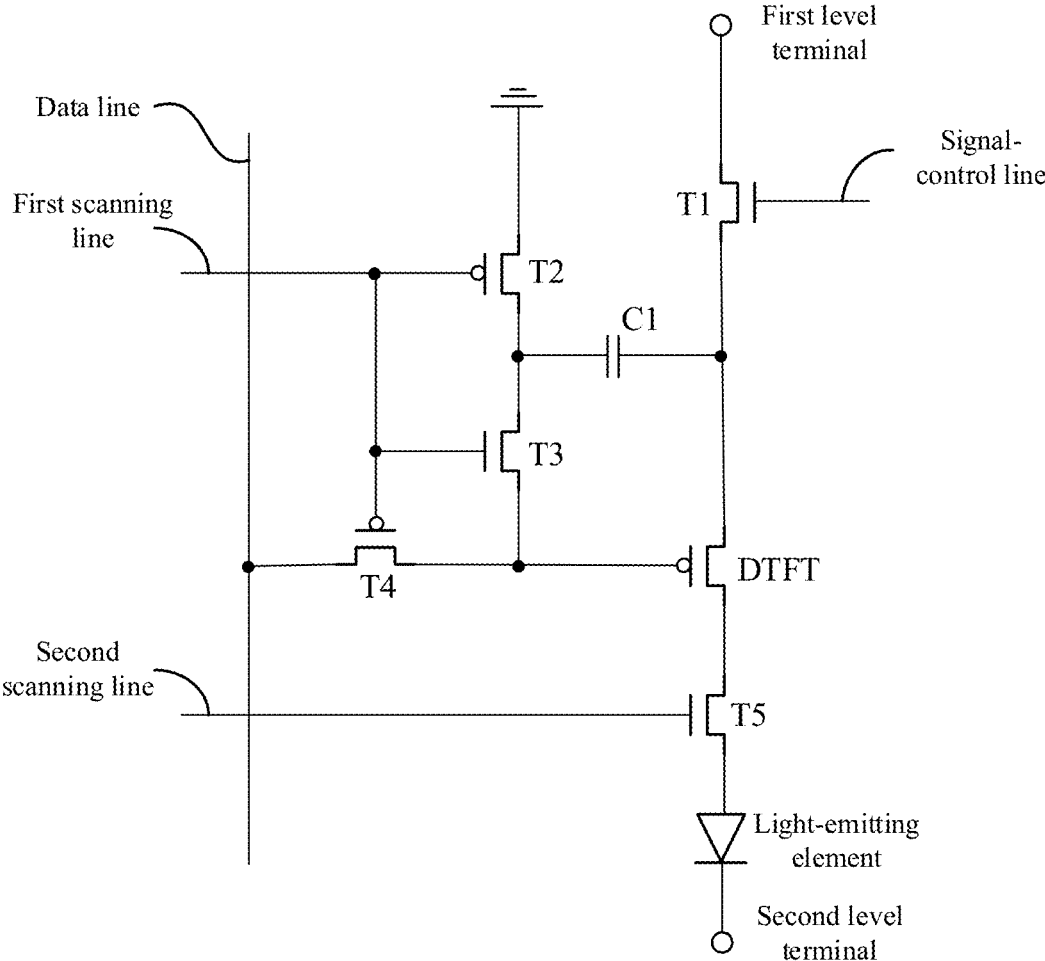 First level
terminal
Data line
Signal-
control line
T1
First scanning
line
T2
C1
T3
DTFT
T4
Second
scanning line
T5
Light-emitting
element
Second level
terminal